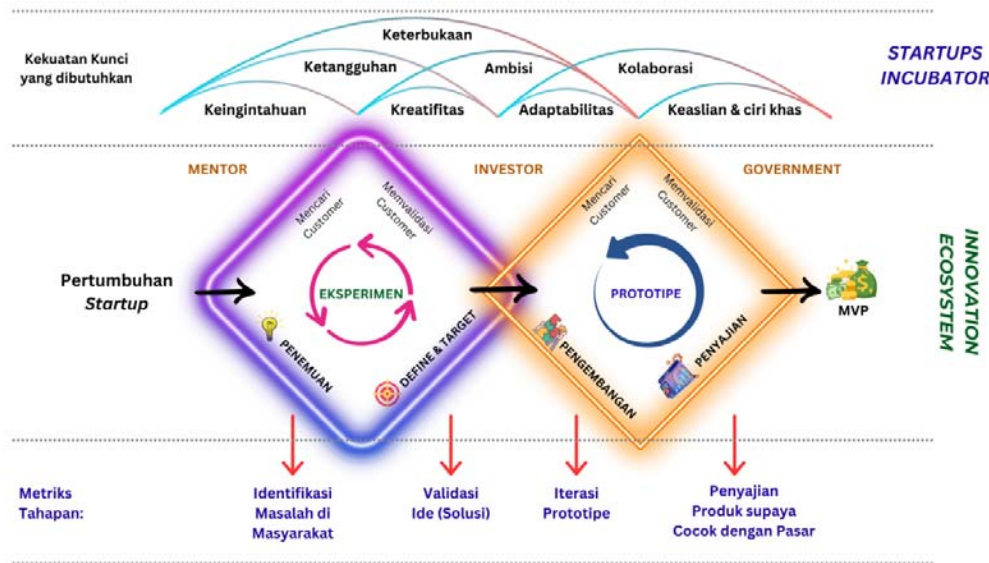 Keterbukaan
Kekuatan Kunci
yang dibutuhkan
Ketangguhan
Ambisi
Kolaborasi
STARTUPS
INCUBATOR
Keingintahuan
Kreatifitas
Adaptabilitas
Keaslian & ciri khas
MENTOR
INVESTOR
GOVERNMENT
Mencari
Customer
Memvalidasi
Customer
Mencari
Customer
Memvalidasi
Customer
Pertumbuhan
Startup
EKSPERIMEN
PROTOTIPE
MVP
INNOVATION
ECOSYSTEM
PENEMUAN
DEFINE & TARGET
PENGEMBANGAN
PENYAJIAN
Metriks
Tahapan:
Identifikasi
Masalah di
Masyarakat
Validasi
Ide (Solusi)
Iterasi
Prototipe
Penyajian
Produk supaya
Cocok dengan Pasar